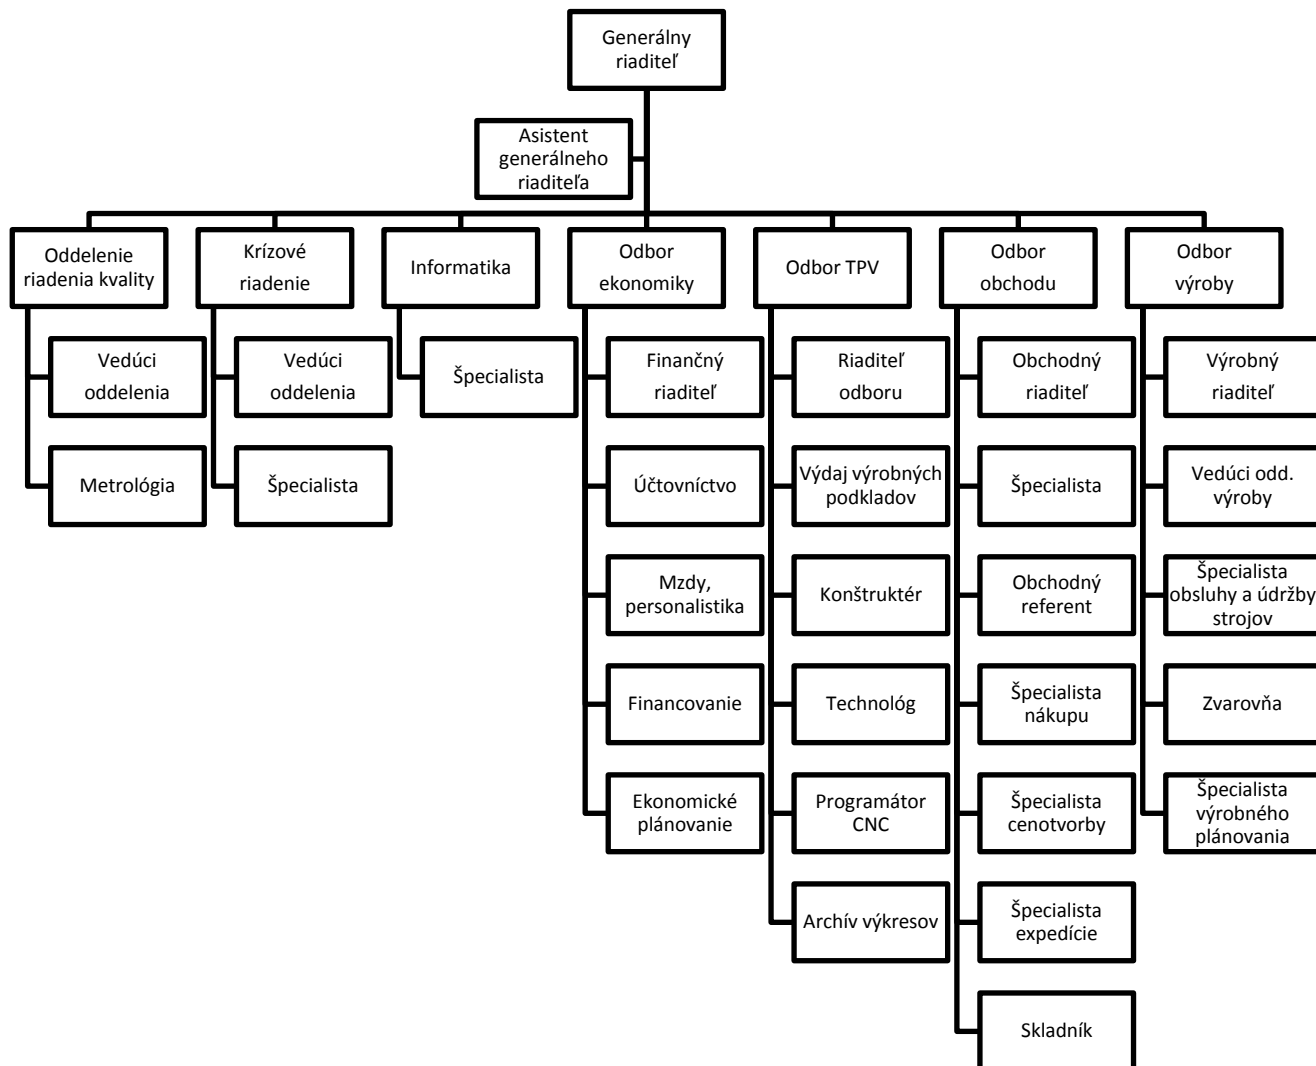 Generálny
riaditeľ
Asistent
generálneho
riaditeľa
Oddelenie
riadenia kvality
Krízové
riadenie
Informatika
Odbor
ekonomiky
Odbor TPV
Odbor
obchodu
Odbor
výroby
Vedúci
oddelenia
Vedúci
oddelenia
Špecialista
Finančný
riaditeľ
Riaditeľ
odboru
Obchodný
riaditeľ
Výrobný
riaditeľ
Metrológia
Špecialista
Účtovníctvo
Výdaj výrobných
podkladov
Špecialista
Vedúci odd.
výroby
Mzdy,
personalistika
Konštruktér
Obchodný
referent
Špecialista
obsluhy a údržby
strojov
Financovanie
Technológ
Špecialista
nákupu
Zvarovňa
Ekonomické
plánovanie
Programátor
CNC
Špecialista
cenotvorby
Špecialista
výrobného
plánovania
Archív výkresov
Špecialista
expedície
Skladník